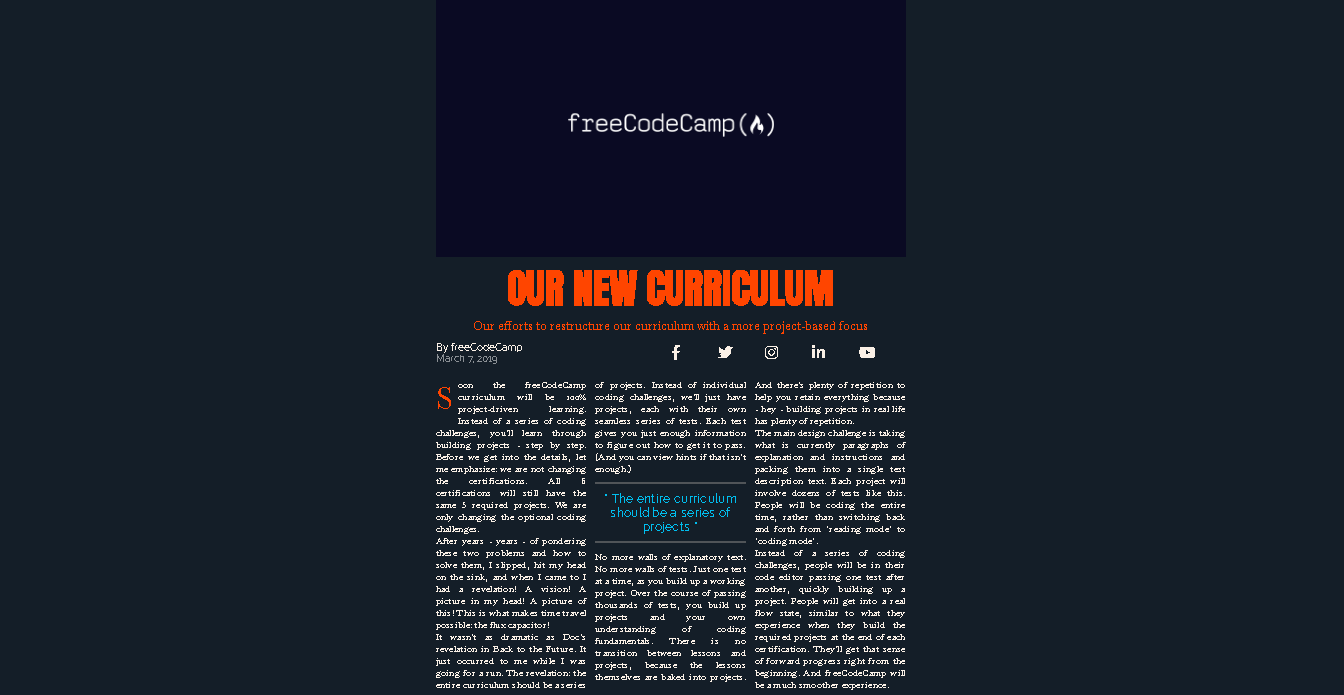 freeCodeCamp(🔥)
OUR NEW CURRICULUM
Our efforts to restructure our curriculum with a more project-based focus
By freeCodeCamp
March 7, 2019
Soon the freeCodeCamp
curriculum will be 100%
project-driven learning.
Instead of a series of coding
challenges, you'll learn through
building projects - step by step.
Before we get into the details, let
me emphasize: we are not changing
the certifications. All 6
certifications will still have the
same 5 required projects. We are
only changing the optional coding
challenges.
After years - years - of pondering
these two problems and how to
solve them, I slipped, hit my head
on the sink, and when I came to I
had a revelation! A vision! A
picture in my head! A picture of
this! This is what makes time travel
possible: the flux capacitor!
It wasn't as dramatic as Doc's
revelation in Back to the Future. It
just occurred to me while I was
going for a run. The revelation: the
entire curriculum should be a series
of projects. Instead of individual
coding challenges, we'll just have
projects, each with their own
seamless series of tests. Each test
gives you just enough information
to figure out how to get it to pass.
(And you can view hints if that isn't
enough.)
" The entire curriculum
should be a series of
projects "
No more walls of explanatory text.
No more walls of tests. Just one test
at a time, as you build up a working
project. Over the course of passing
thousands of tests, you build up
projects and your own
understanding of coding
fundamentals. There is no
transition between lessons and
projects, because the lessons
themselves are baked into projects.
And there's plenty of repetition to
help you retain everything because
- hey - building projects in real life
has plenty of repetition.
The main design challenge is taking
what is currently paragraphs of
explanation and instructions and
packing them into a single test
description text. Each project will
involve dozens of tests like this.
People will be coding the entire
time, rather than switching back
and forth from "reading mode" to
"coding mode".
Instead of a series of coding
challenges, people will be in their
code editor passing one test after
another, quickly building up a
project. People will get into a real
flow state, similar to what they
experience when they build the
required projects at the end of each
certification. They'll get that sense
of forward progress right from the
beginning. And freeCodeCamp will
be a much smoother experience.